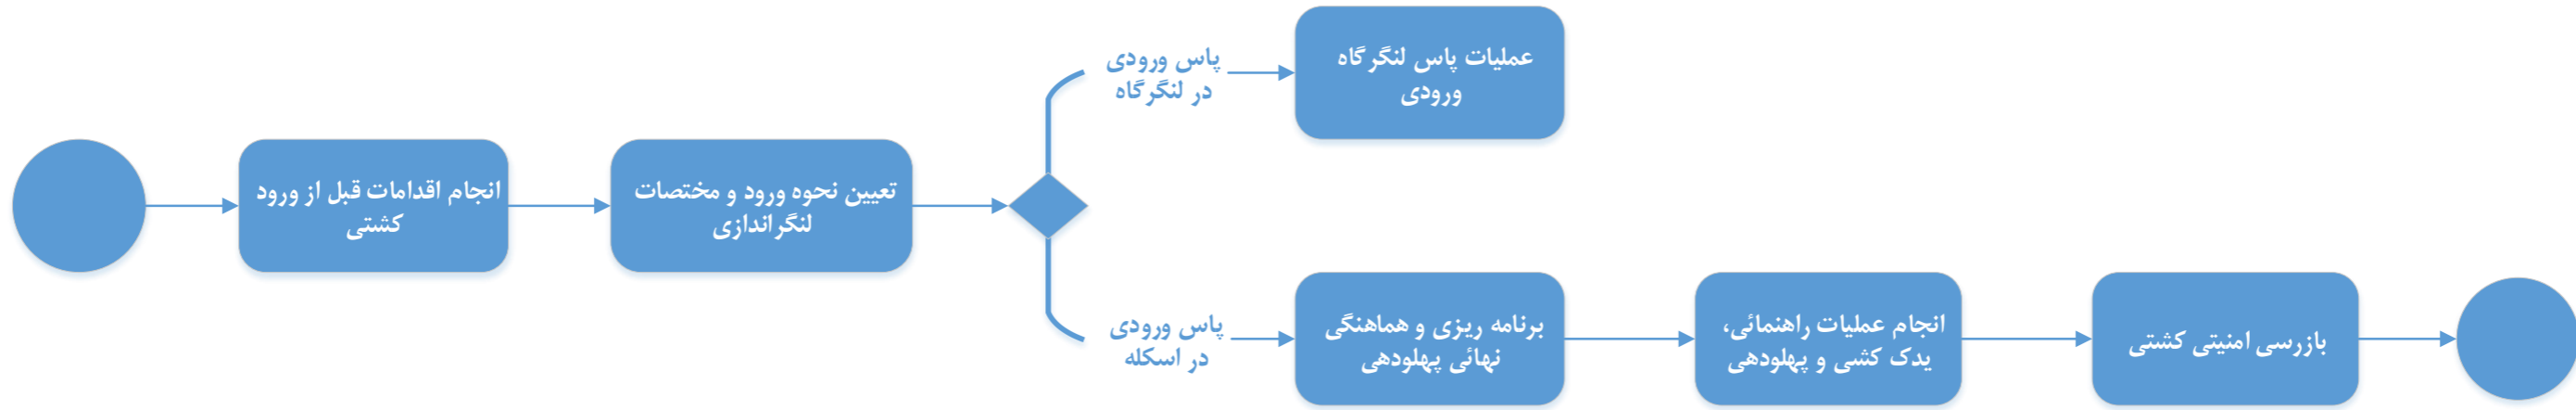 انجام اقدامات قبل از ورود
کشتی
تعیین نحوه ورود و مختصات
لنگراندازی
پاس ورودی
در لنگرگاه
عملیات پاس لنگرگاه
ورودی
پاس ورودی
در اسکله
برنامه ریزی و هماهنگی
نهائی پهلودهی
انجام عملیات راهنمائی،
یدک کشی و پهلودهی
بازرسی امنیتی کشتی